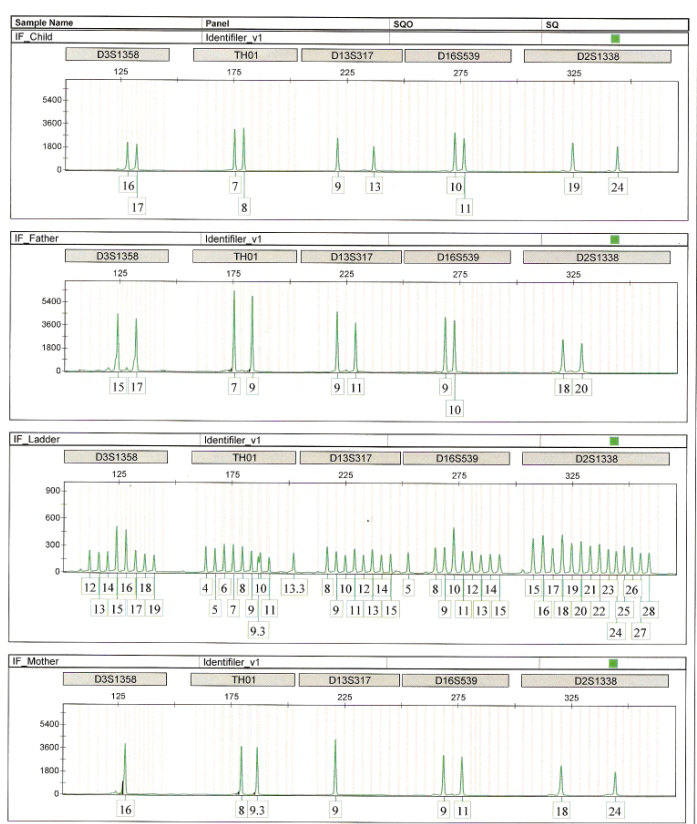 Sample Name Panel SQO SQ
IF_Child Identifiler_v1
D3S1358 TH01 D13S317 D16S539 D2S1338
125 175 225 275 325
5400
3600
1800
0
16 7 9 13 10 19 24
17 8 11
IF_Father Identifiler_v1
D3S1358 TH01 D13S317 D16S539 D2S1338
125 175 225 275 325
5400
3600
1800
0
15 17 7 9 9 11 9 18 20
10
IF_Ladder Identifiler_v1
D3S1358 TH01 D13S317 D16S539 D2S1338
125 175 225 275 325
900
600
300
0
12 14 16 18 4 6 8 10 13.3 8 10 12 14 5 8 10 12 14 15 17 19 21 23 26
13 15 17 19 5 7 9 11 9 11 13 15 9 11 13 15 16 18 20 22 25 28
9.3 24 27
IF_Mother Identifiler_v1
D3S1358 TH01 D13S317 D16S539 D2S1338
125 175 225 275 325
5400
3600
1800
0
16 8 9.3 9 9 11 18 24